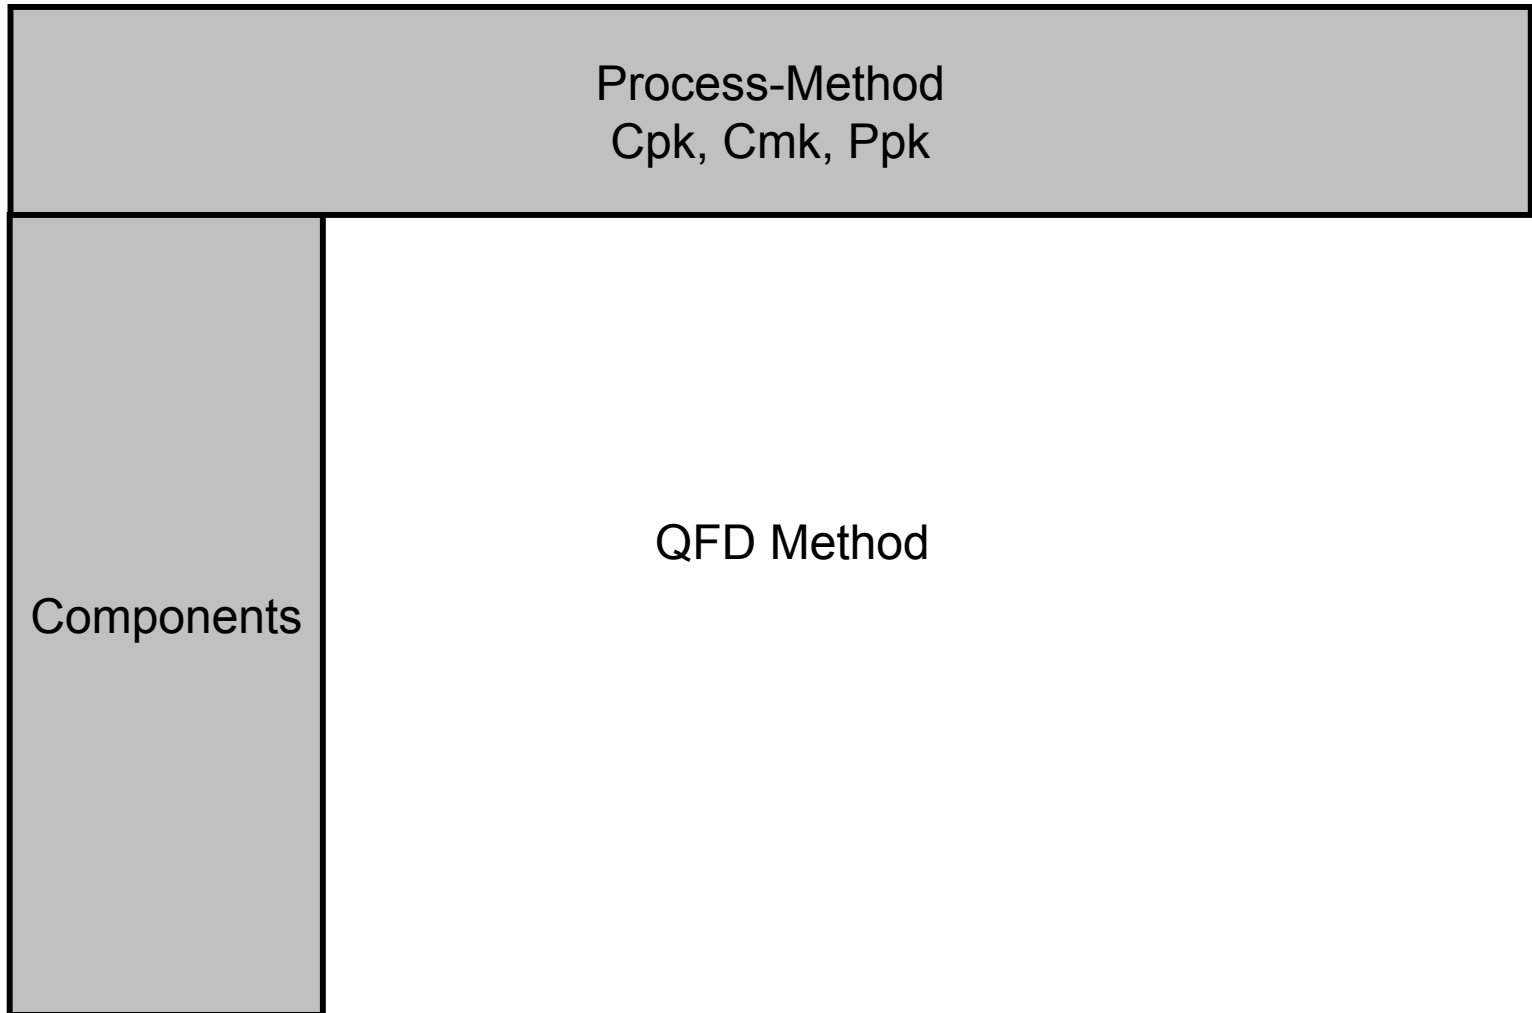 Process-Method
Cpk, Cmk, Ppk
QFD Method
Components